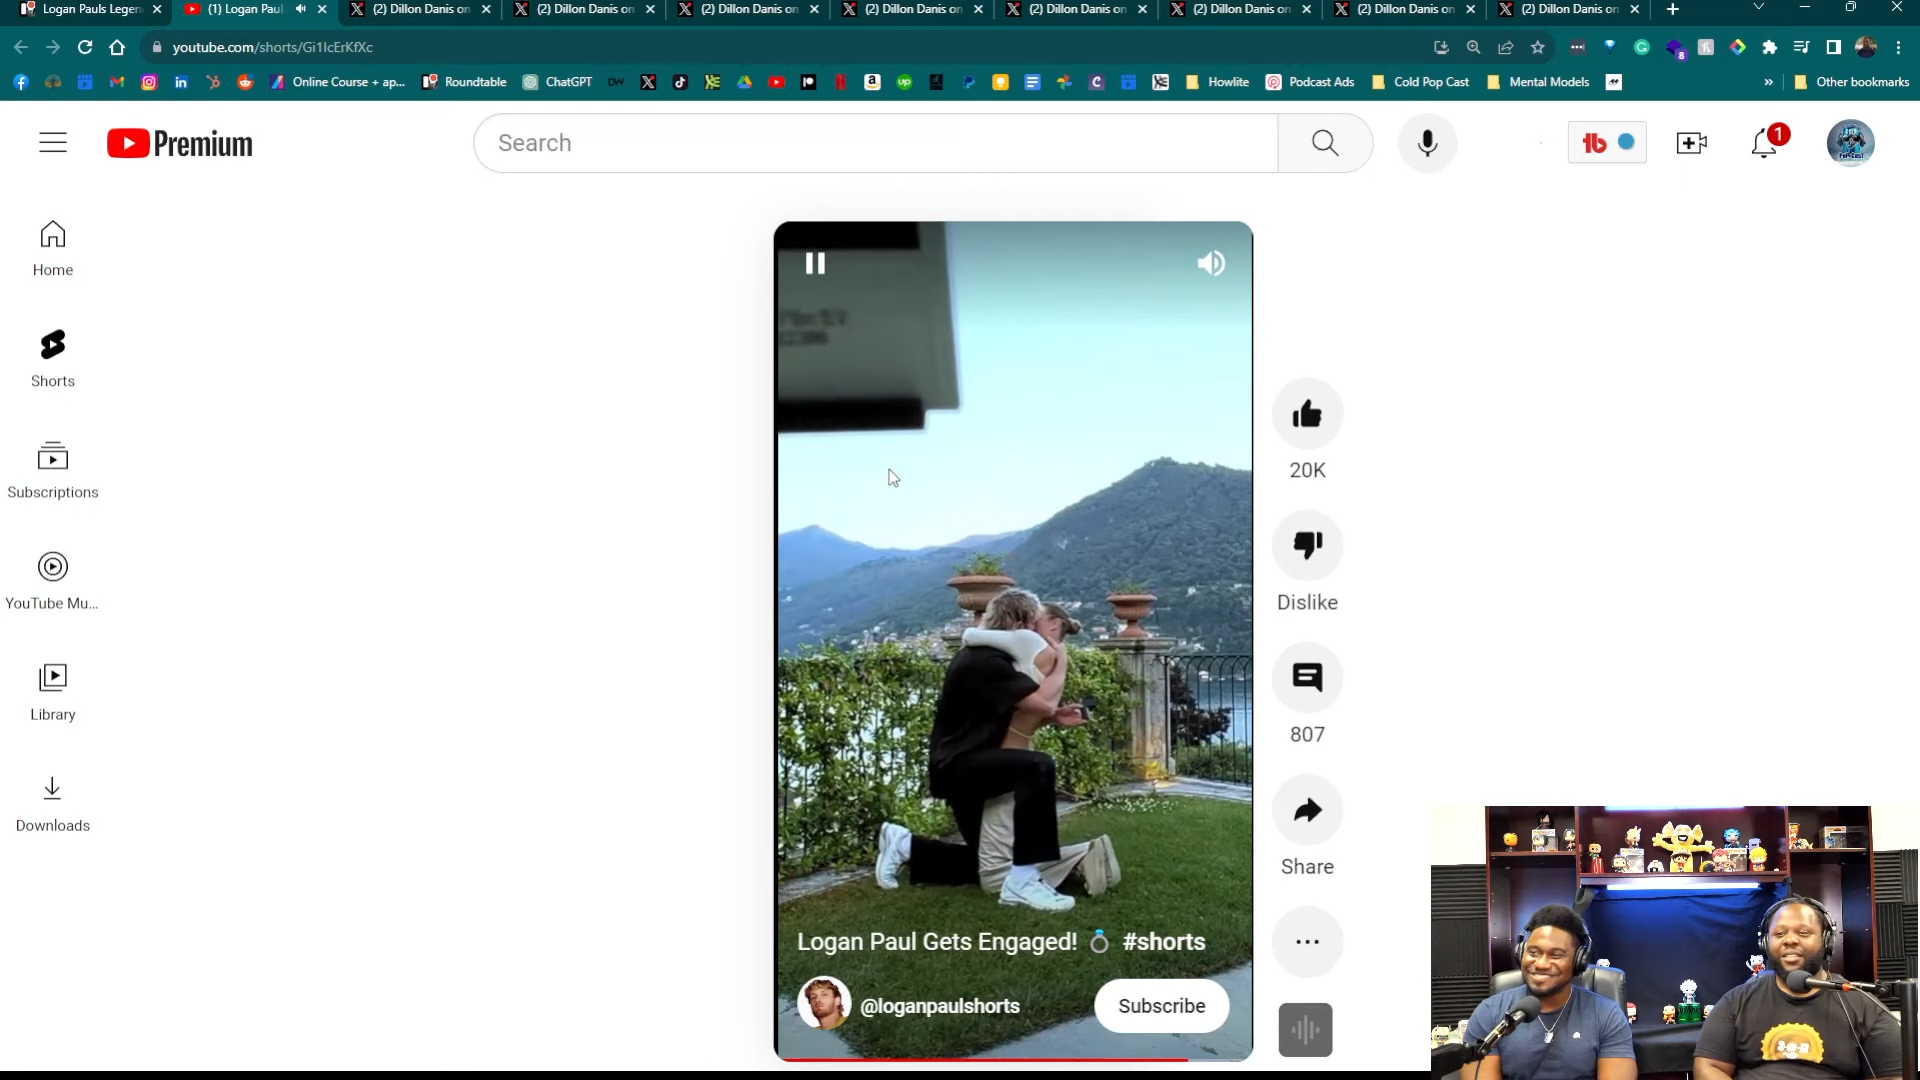 Logan Pauls Legen
(1) Logan Paul
(2) Dillon Danis on
(2) Dillon Danis on
(2) Dillon Danis on
(2) Dillon Danis on
(2) Dillon Danis on
(2) Dillon Danis on
(2) Dillon Danis on
(2) Dillon Danis on
youtube.com/shorts/Gi1IcErKfXc
8
Online Course + ap...
Roundtable
ChatGPT
DW
Howlite
Podcast Ads
Cold Pop Cast
Mental Models
»
Other bookmarks
Premium
Search
1
Home
Shorts
Subscriptions
YouTube Mu...
Library
Downloads
20K
Dislike
807
Share
Logan Paul Gets Engaged! 💍 #shorts
@loganpaulshorts
Subscribe